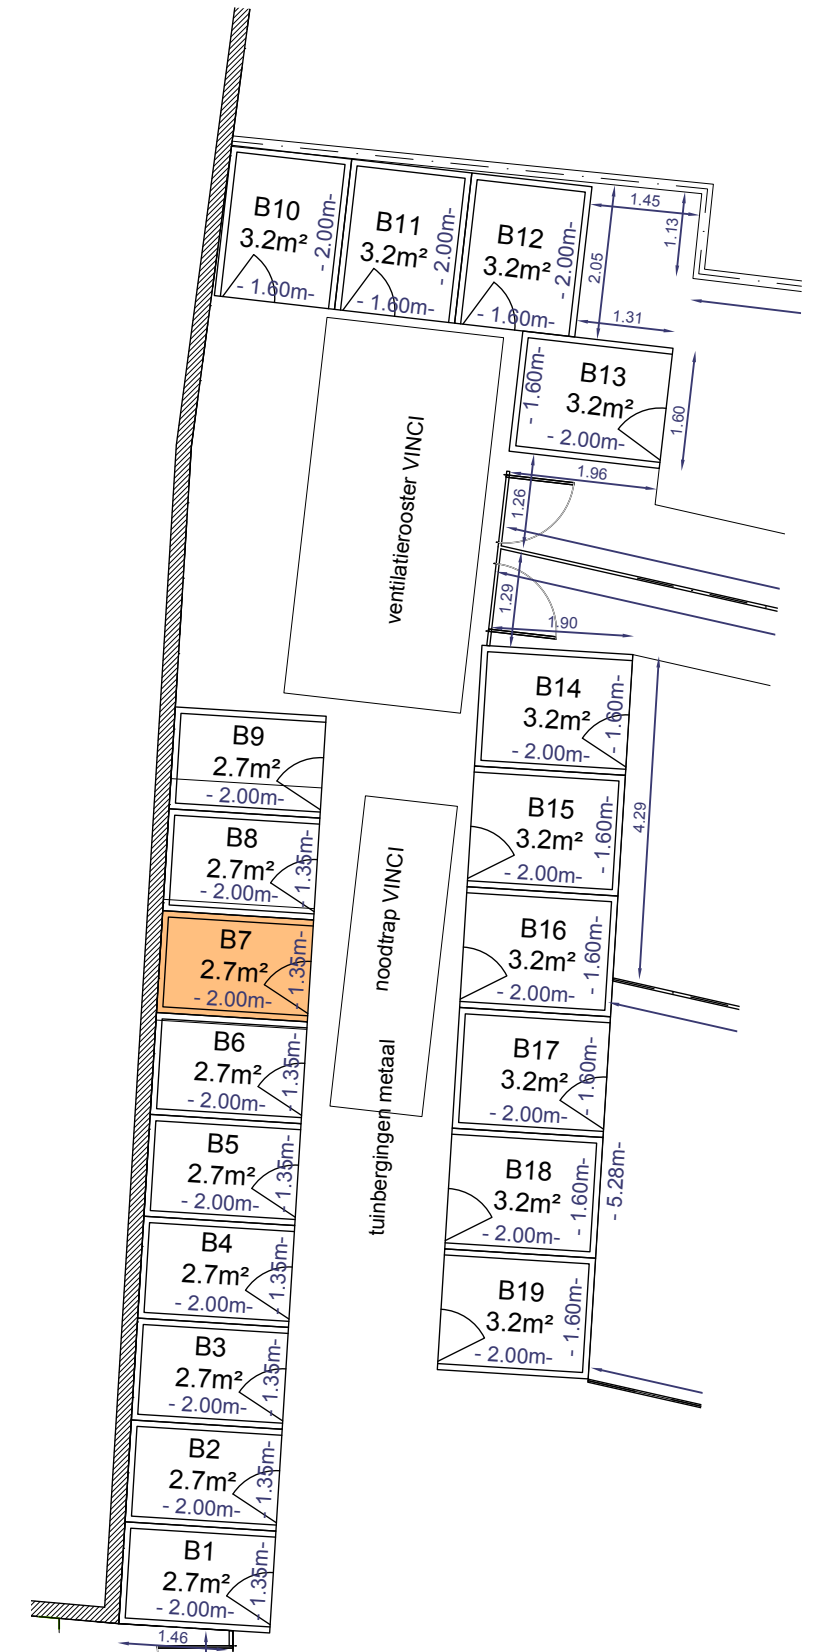 B10
3.2m²
- 2.00m-
- 1.60m-
B11
3.2m²
- 2.00m-
- 1.60m-
B12
3.2m²
- 2.00m-
- 1.60m-
1.45
1.13
2.05
1.31
B13
3.2m²
- 1.60m-
- 2.00m-
1.60
1.96
1.26
ventilatierooster VINCI
1.29
1.90
B14
3.2m²
- 1.60m-
- 2.00m-
4.29
B9
2.7m²
- 2.00m-
B15
3.2m²
- 1.60m-
- 2.00m-
B8
2.7m²
- 1.35m-
- 2.00m-
noodtrap VINCI
B16
3.2m²
- 1.60m-
- 2.00m-
B7
2.7m²
- 1.35m-
- 2.00m-
B6
2.7m²
- 1.35m-
- 2.00m-
tuinbergingen metaal
B17
3.2m²
- 1.60m-
- 2.00m-
B5
2.7m²
- 1.35m-
- 2.00m-
B18
3.2m²
- 1.60m-
- 2.00m-
- 5.28m-
B4
2.7m²
- 1.35m-
- 2.00m-
B19
3.2m²
- 1.60m-
- 2.00m-
B3
2.7m²
- 1.35m-
- 2.00m-
B2
2.7m²
- 1.35m-
- 2.00m-
B1
2.7m²
- 1.35m-
- 2.00m-
1.46